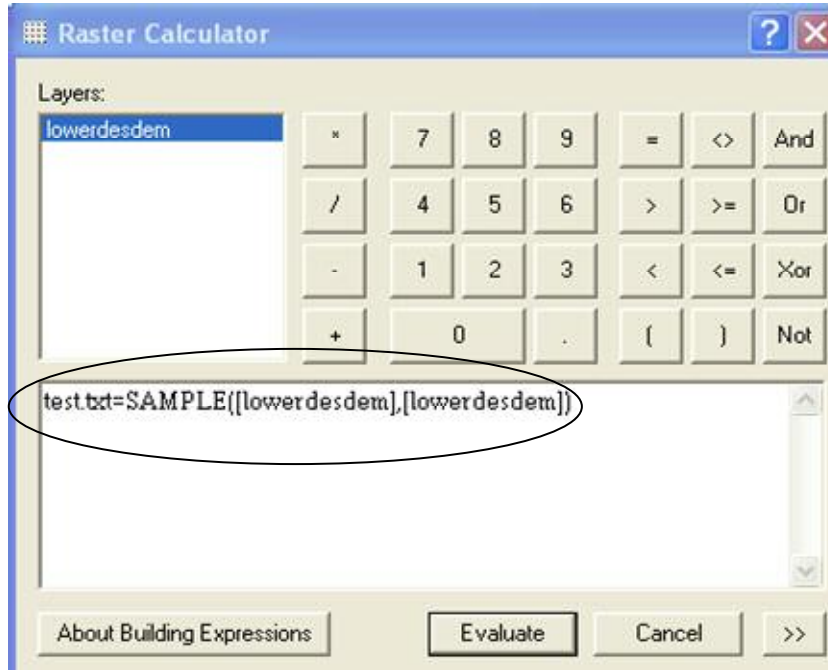 Raster Calculator ?
Layers:
lowerdesdem
* 7 8 9 = <> And
/ 4 5 6 > >= Or
- 1 2 3 < <= Xor
+ 0 . ( ) Not
test.txt=SAMPLE([lowerdesdem],[lowerdesdem])
About Building Expressions Evaluate Cancel >>